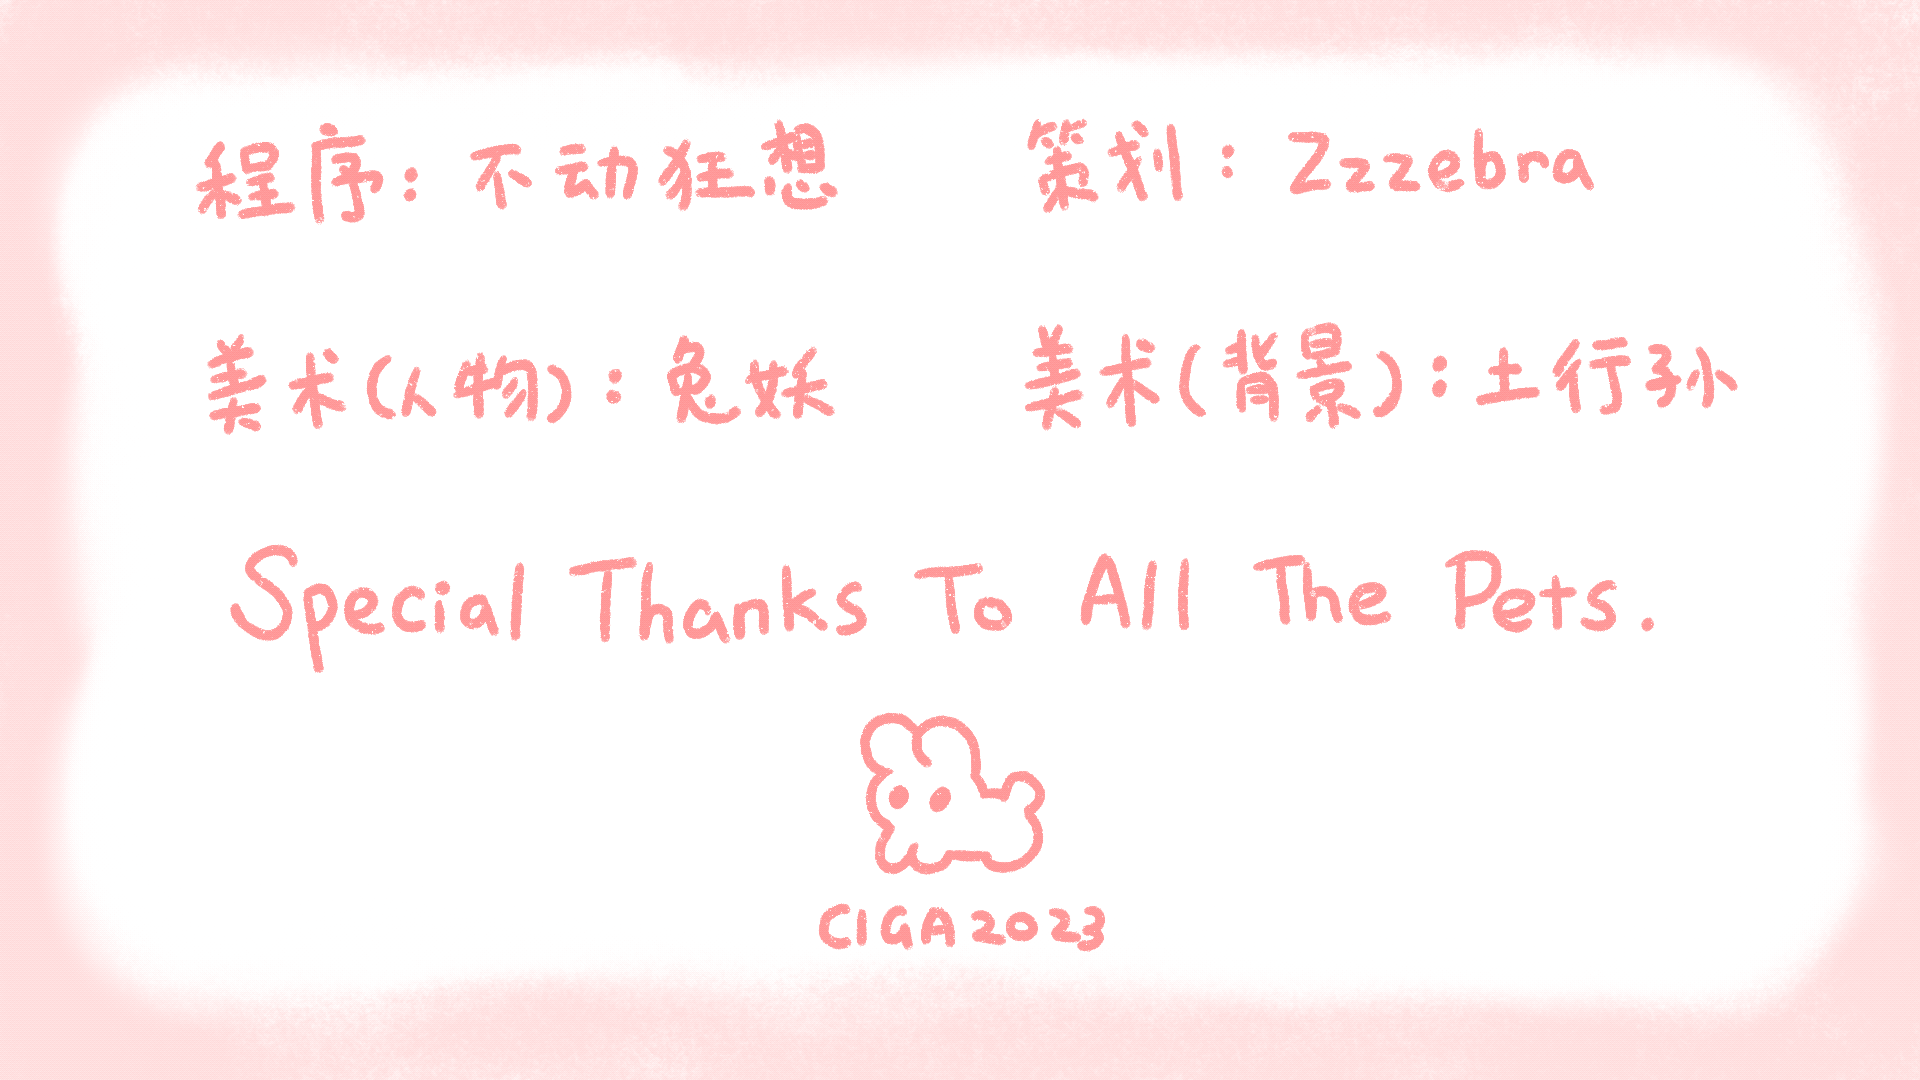 程序：不动狂想 策划：Zzzebra
美术(人物)：兔妖 美术(背景)：土行孙
Special Thanks To All The Pets.
CIGA2023